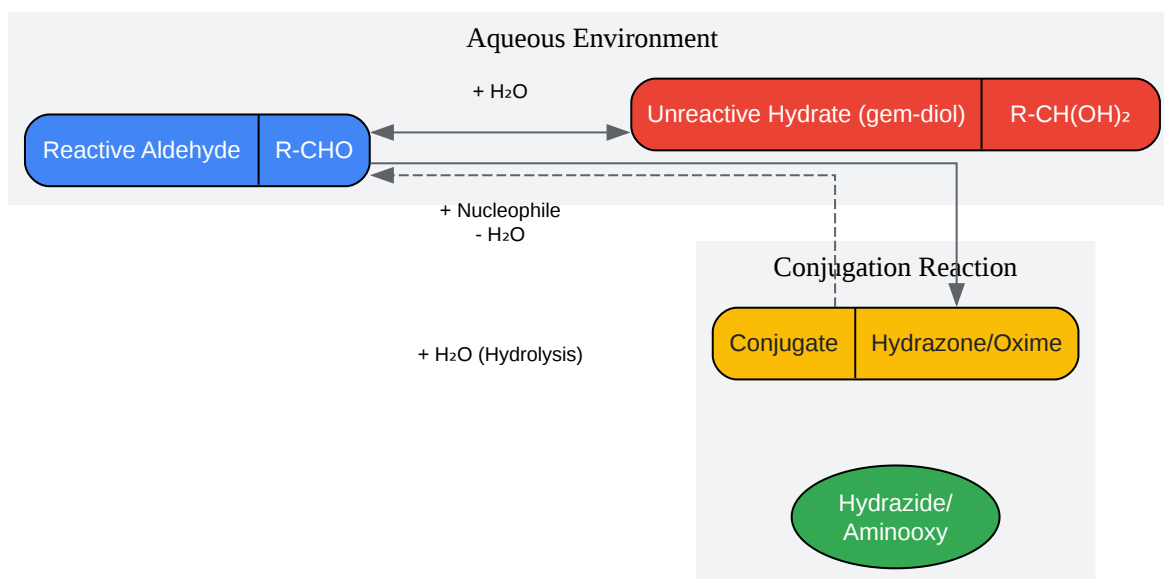 Aqueous Environment
+ H₂O
Unreactive Hydrate (gem-diol)
R-CH(OH)₂
Reactive Aldehyde
R-CHO
+ Nucleophile
- H₂O
Conjugation Reaction
+ H₂O (Hydrolysis)
Conjugate
Hydrazone/Oxime
Hydrazide/
Aminooxy